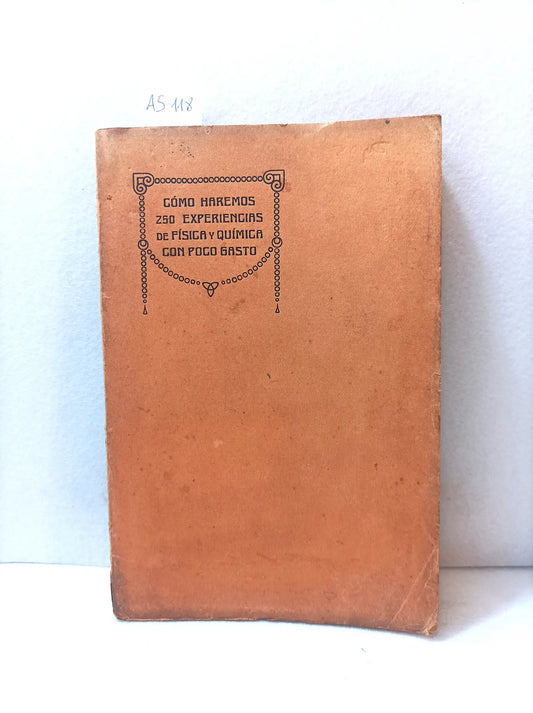 AS 118
CÓMO HAREMOS
250 EXPERIENCIAS
DE FÍSICA Y QUÍMICA
CON POCO GASTO